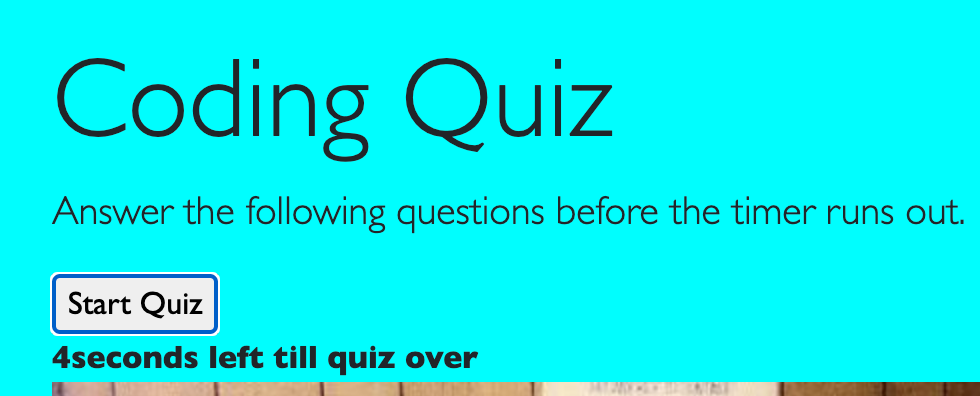 Coding Quiz
Answer the following questions before the timer runs out.
Start Quiz
4seconds left till quiz over